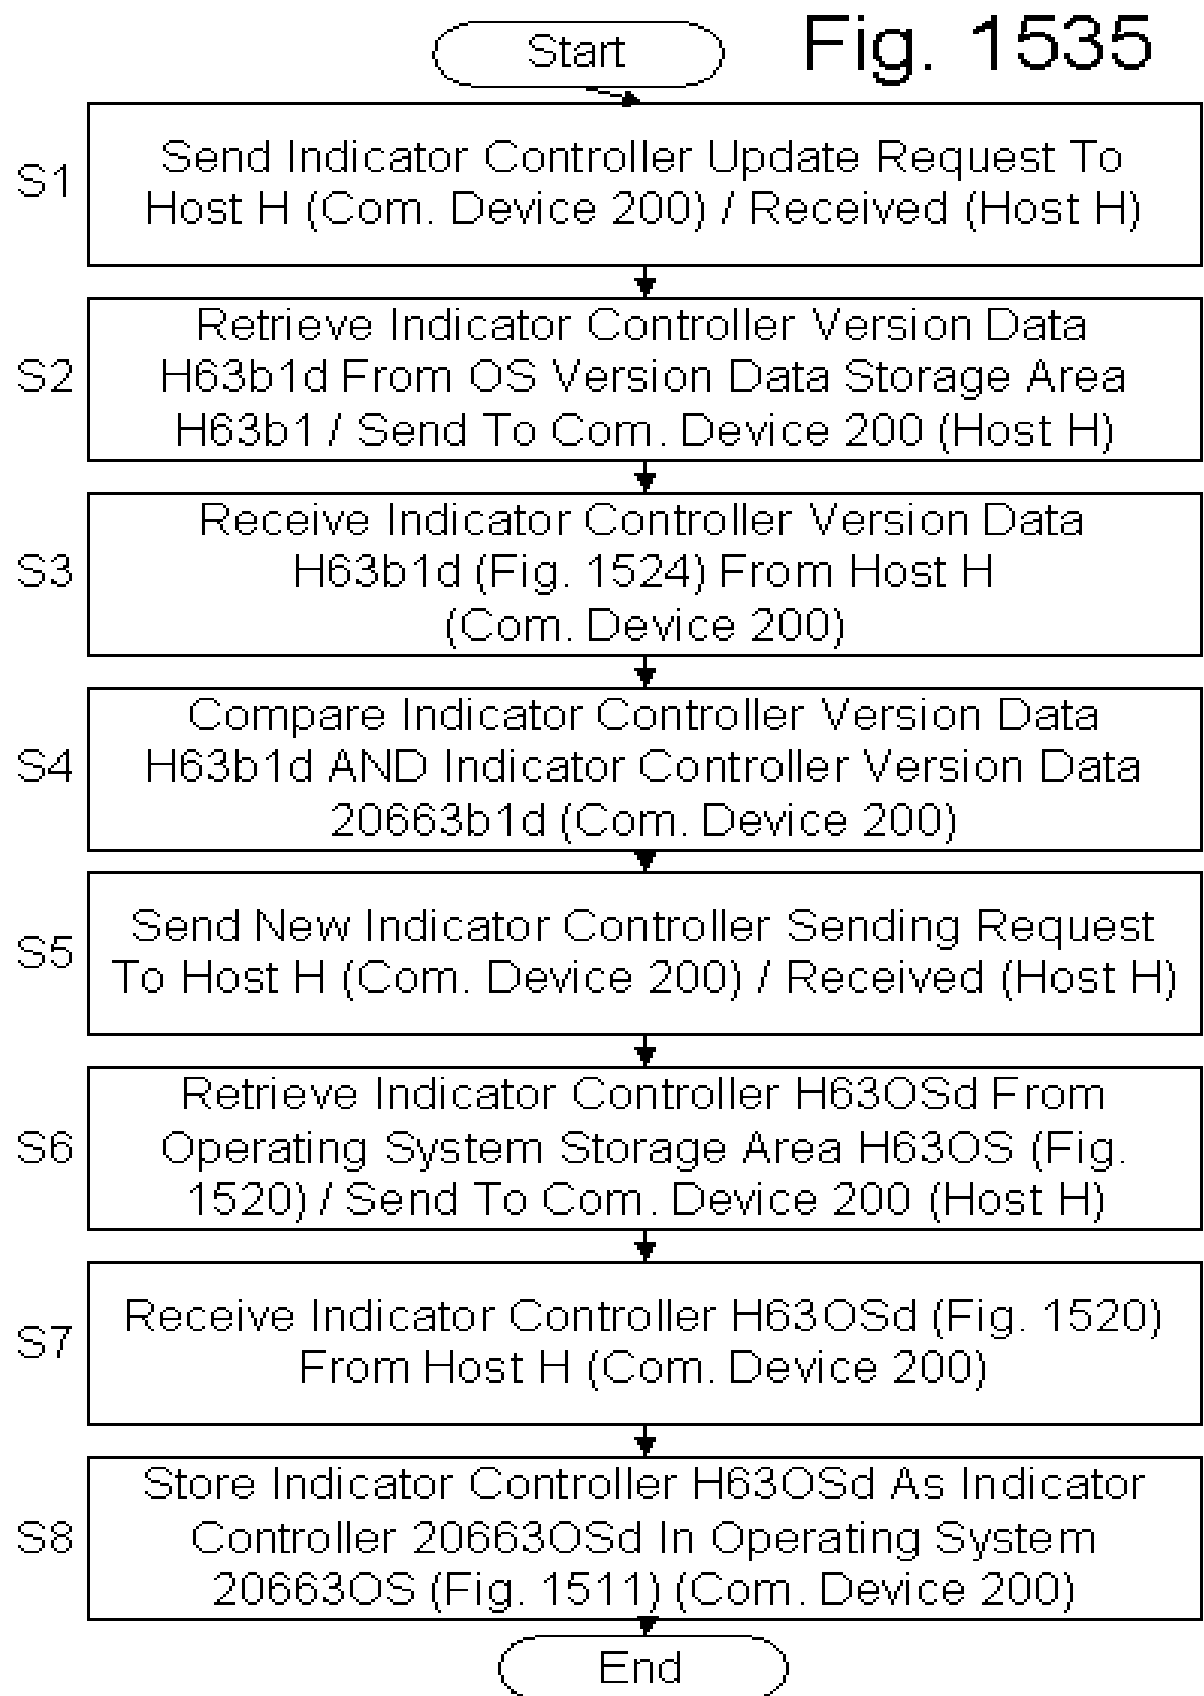 Start
Fig. 1535
S1
Send Indicator Controller Update Request To
Host H (Com. Device 200) / Received (Host H)
S2
Retrieve Indicator Controller Version Data
H63b1d From OS Version Data Storage Area
H63b1 / Send To Com. Device 200 (Host H)
S3
Receive Indicator Controller Version Data
H63b1d (Fig. 1524) From Host H
(Com. Device 200)
S4
Compare Indicator Controller Version Data
H63b1d AND Indicator Controller Version Data
20663b1d (Com. Device 200)
S5
Send New Indicator Controller Sending Request
To Host H (Com. Device 200) / Received (Host H)
S6
Retrieve Indicator Controller H63OSd From
Operating System Storage Area H63OS (Fig.
1520) / Send To Com. Device 200 (Host H)
S7
Receive Indicator Controller H63OSd (Fig. 1520)
From Host H (Com. Device 200)
S8
Store Indicator Controller H63OSd As Indicator
Controller 20663OSd In Operating System
20663OS (Fig. 1511) (Com. Device 200)
End